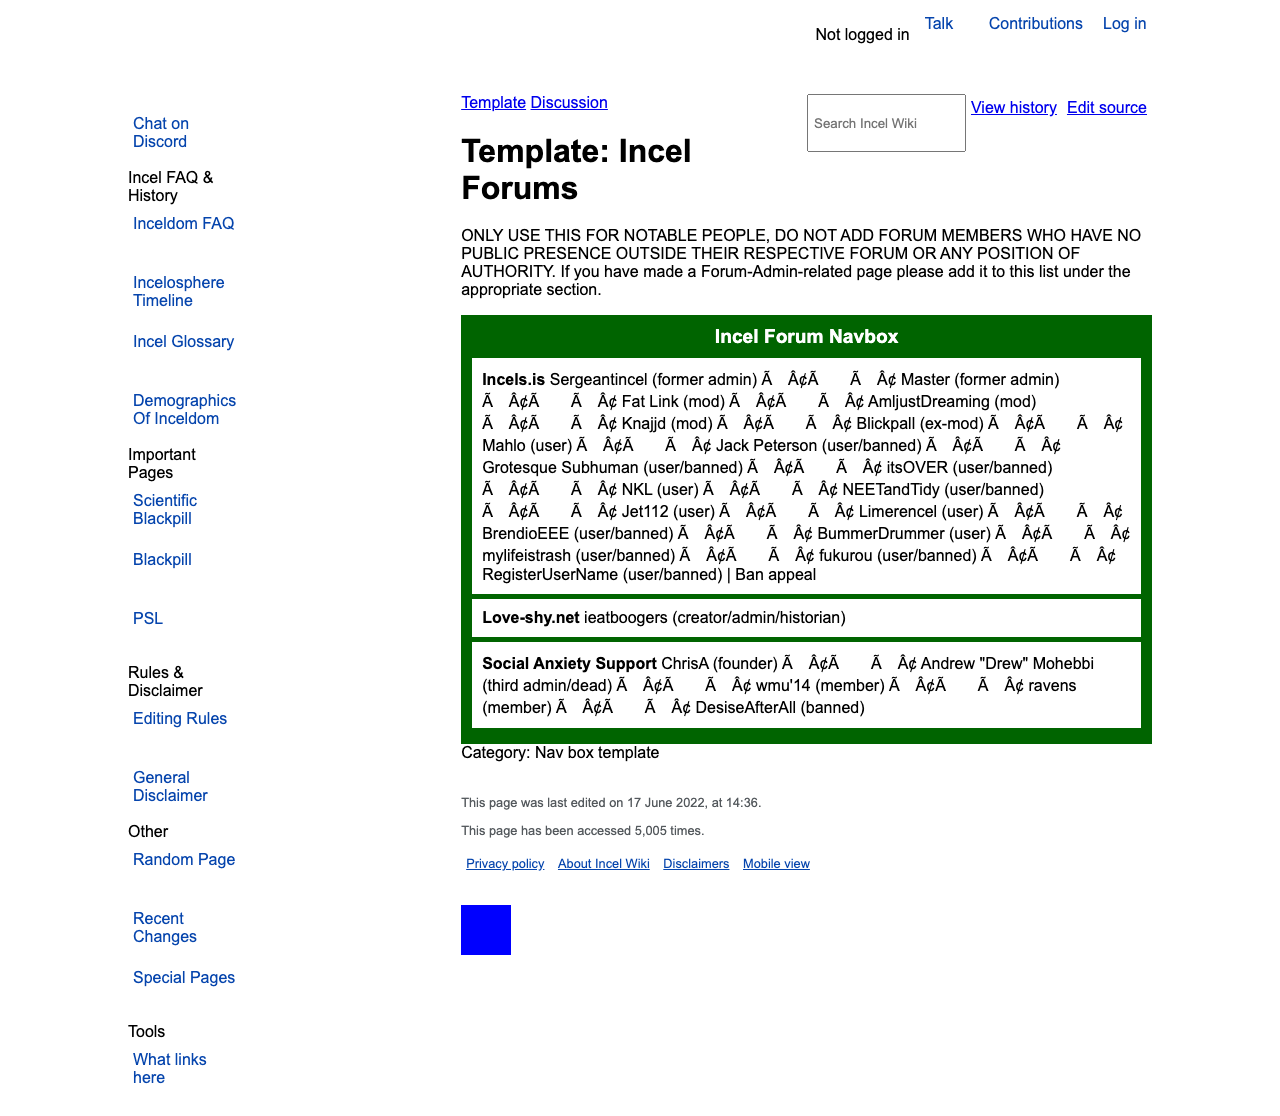 Not logged in
Talk
Contributions
Log in
Chat on
Discord
Incel FAQ &
History
Inceldom FAQ
Incelosphere
Timeline
Incel Glossary
Demographics
Of Inceldom
Important
Pages
Scientific
Blackpill
Blackpill
PSL
Rules &
Disclaimer
Editing Rules
General
Disclaimer
Other
Random Page
Recent
Changes
Special Pages
Tools
What links
here
Template Discussion
Search Incel Wiki
View history
Edit source
Template: Incel
Forums
ONLY USE THIS FOR NOTABLE PEOPLE, DO NOT ADD FORUM MEMBERS WHO HAVE NO
PUBLIC PRESENCE OUTSIDE THEIR RESPECTIVE FORUM OR ANY POSITION OF
AUTHORITY. If you have made a Forum-Admin-related page please add it to this list under the
appropriate section.
Incel Forum Navbox
Incels.is Sergeantincel (former admin) Ã Â¢Ã Ã Â¢ Master (former admin)
Ã Â¢Ã Ã Â¢ Fat Link (mod) Ã Â¢Ã Ã Â¢ AmljustDreaming (mod)
Ã Â¢Ã Ã Â¢ Knajjd (mod) Ã Â¢Ã Ã Â¢ Blickpall (ex-mod) Ã Â¢Ã Ã Â¢
Mahlo (user) Ã Â¢Ã Ã Â¢ Jack Peterson (user/banned) Ã Â¢Ã Ã Â¢
Grotesque Subhuman (user/banned) Ã Â¢Ã Ã Â¢ itsOVER (user/banned)
Ã Â¢Ã Ã Â¢ NKL (user) Ã Â¢Ã Ã Â¢ NEETandTidy (user/banned)
Ã Â¢Ã Ã Â¢ Jet112 (user) Ã Â¢Ã Ã Â¢ Limerencel (user) Ã Â¢Ã Ã Â¢
BrendioEEE (user/banned) Ã Â¢Ã Ã Â¢ BummerDrummer (user) Ã Â¢Ã Ã Â¢
mylifeistrash (user/banned) Ã Â¢Ã Ã Â¢ fukurou (user/banned) Ã Â¢Ã Ã Â¢
RegisterUserName (user/banned) | Ban appeal
Love-shy.net ieatboogers (creator/admin/historian)
Social Anxiety Support ChrisA (founder) Ã Â¢Ã Ã Â¢ Andrew "Drew" Mohebbi
(third admin/dead) Ã Â¢Ã Ã Â¢ wmu'14 (member) Ã Â¢Ã Ã Â¢ ravens
(member) Ã Â¢Ã Ã Â¢ DesiseAfterAll (banned)
Category: Nav box template
This page was last edited on 17 June 2022, at 14:36.
This page has been accessed 5,005 times.
Privacy policy About Incel Wiki Disclaimers Mobile view